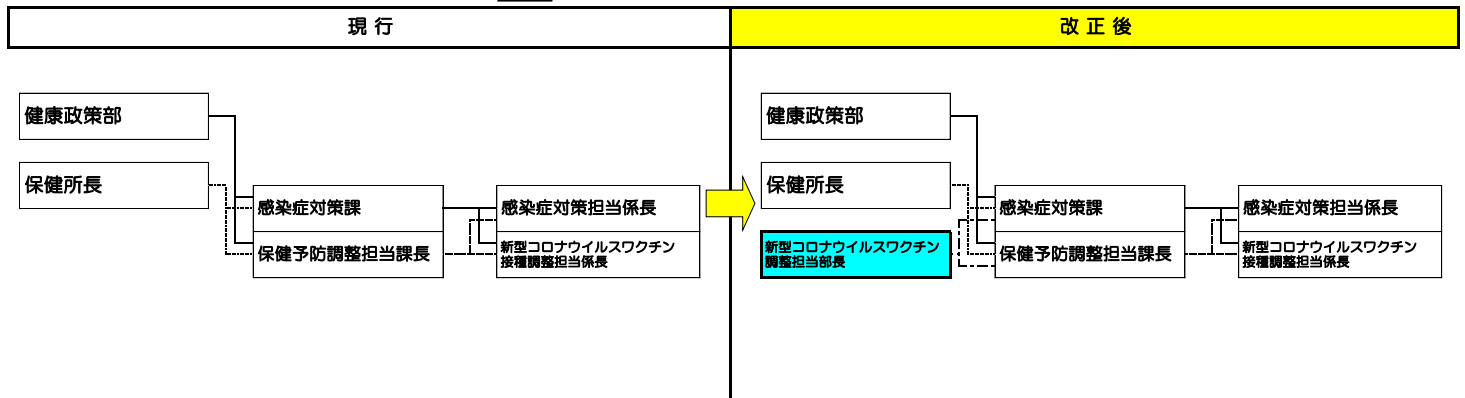 現 行
改 正 後
健康政策部
保健所長
感染症対策課
保健予防調整担当課長
感染症対策担当係長
新型コロナウイルスワクチン
接種調整担当係長
健康政策部
保健所長
新型コロナウイルスワクチン
調整担当部長
感染症対策課
保健予防調整担当課長
感染症対策担当係長
新型コロナウイルスワクチン
接種調整担当係長